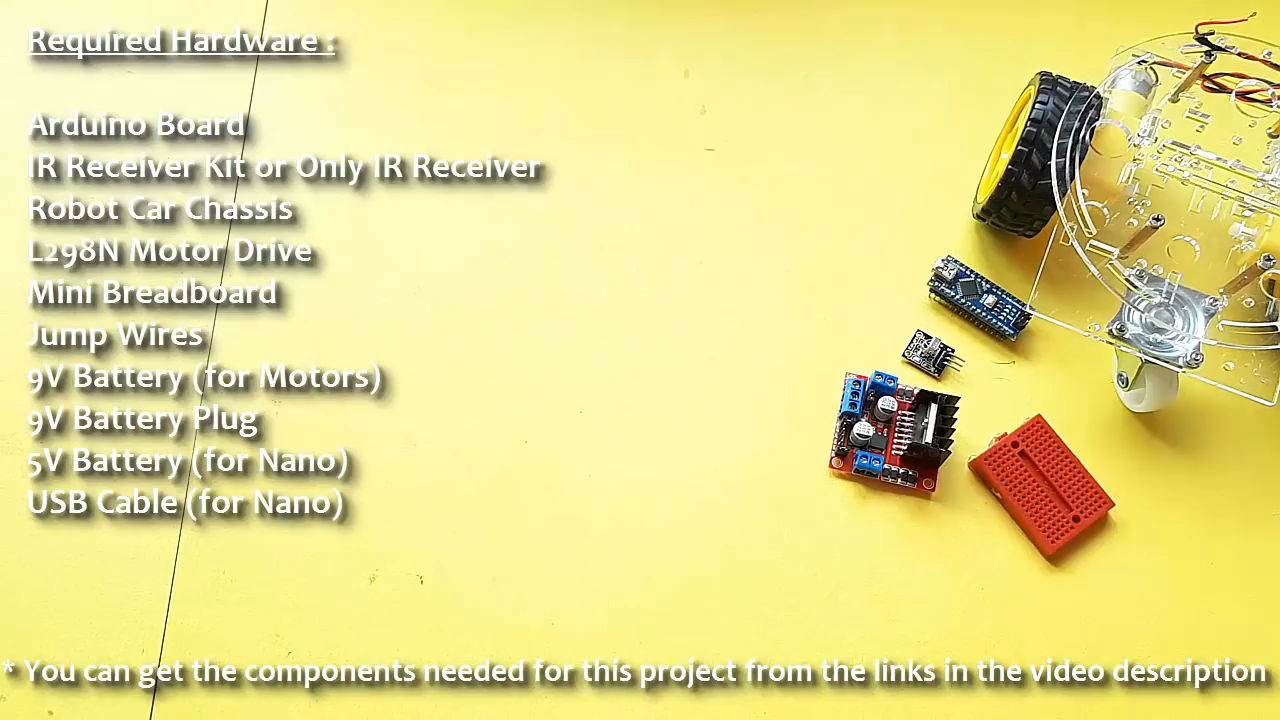 Required Hardware :
Arduino Board
IR Receiver Kit or Only IR Receiver
Robot Car Chassis
L298N Motor Drive
Mini Breadboard
Jump Wires
9V Battery (for Motors)
9V Battery Plug
5V Battery (for Nano)
USB Cable (for Nano)
* You can get the components needed for this project from the links in the video description